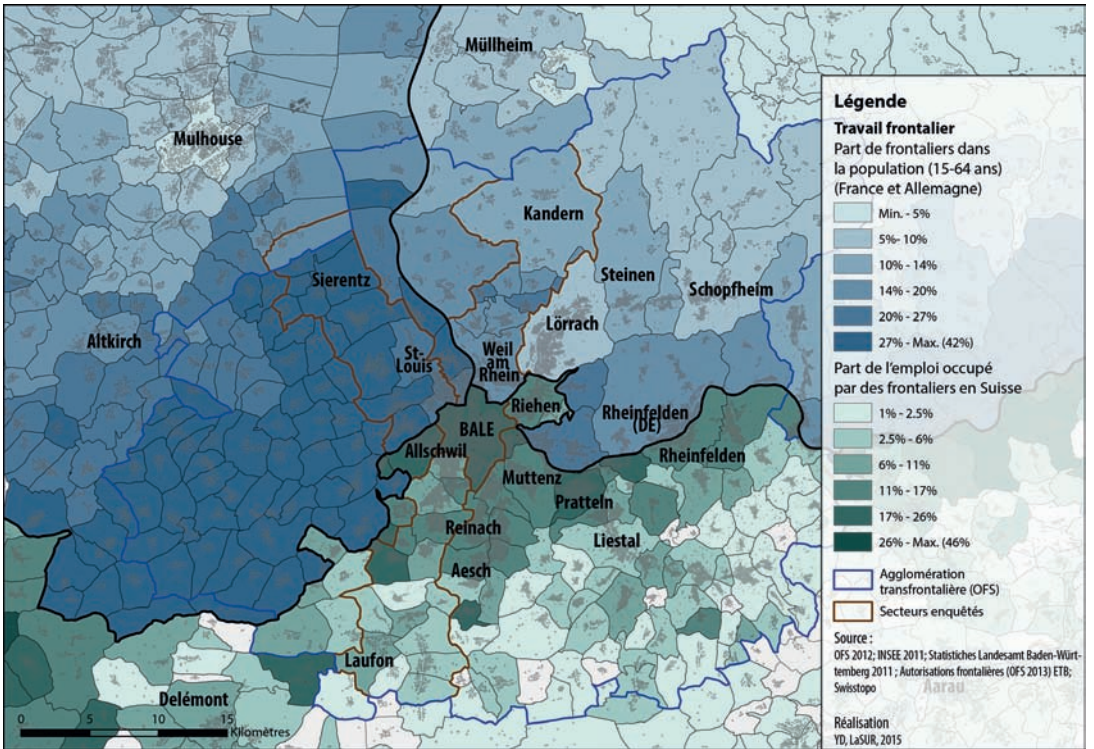 Müllheim
Mulhouse
Kandern
Sierentz
Steinen
Schopfheim
Altkirch
Lörrach
St-
Louis
Weil
am
Rhein
Riehen
Rheinfelden
(DE)
BALE
Allschwil
Rheinfelden
Muttenz
Pratteln
Reinach
Liestal
Aesch
Laufon
Delémont
0 5 10 15
Kilomètres
Légende
Travail frontalier
Part de frontaliers dans
la population (15-64 ans)
(France et Allemagne)
Min. - 5%
5%- 10%
10% - 14%
14% - 20%
20% - 27%
27% - Max. (42%)
Part de l'emploi occupé
par des frontaliers en Suisse
1% - 2.5%
2.5% - 6%
6% - 11%
11% - 17%
17% - 26%
26% - Max. (46%
Agglomération
transfrontalière (OFS)
Secteurs enquêtés
Source :
OFS 2012; INSEE 2011; Statistiches Landesamt Baden-Würt-
temberg 2011 ; Autorisations frontalières (OFS 2013) ETB;
Swisstopo
Aarau
Réalisation
YD, LaSUR, 2015